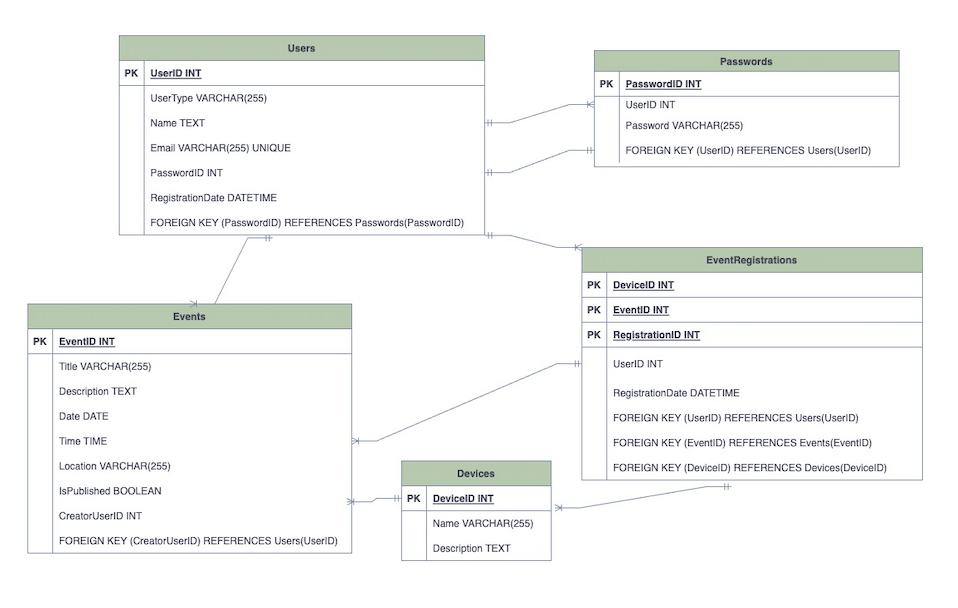 Users
PK UserID INT
UserType VARCHAR(255)
Name TEXT
Email VARCHAR(255) UNIQUE
PasswordID INT
RegistrationDate DATETIME
FOREIGN KEY (PasswordID) REFERENCES Passwords(PasswordID)
Passwords
PK PasswordID INT
UserID INT
Password VARCHAR(255)
FOREIGN KEY (UserID) REFERENCES Users(UserID)
EventRegistrations
PK DeviceID INT
PK EventID INT
PK RegistrationID INT
UserID INT
RegistrationDate DATETIME
FOREIGN KEY (UserID) REFERENCES Users(UserID)
FOREIGN KEY (EventID) REFERENCES Events(EventID)
FOREIGN KEY (DeviceID) REFERENCES Devices(DeviceID)
Events
PK EventID INT
Title VARCHAR(255)
Description TEXT
Date DATE
Time TIME
Location VARCHAR(255)
IsPublished BOOLEAN
CreatorUserID INT
FOREIGN KEY (CreatorUserID) REFERENCES Users(UserID)
Devices
PK DeviceID INT
Name VARCHAR(255)
Description TEXT